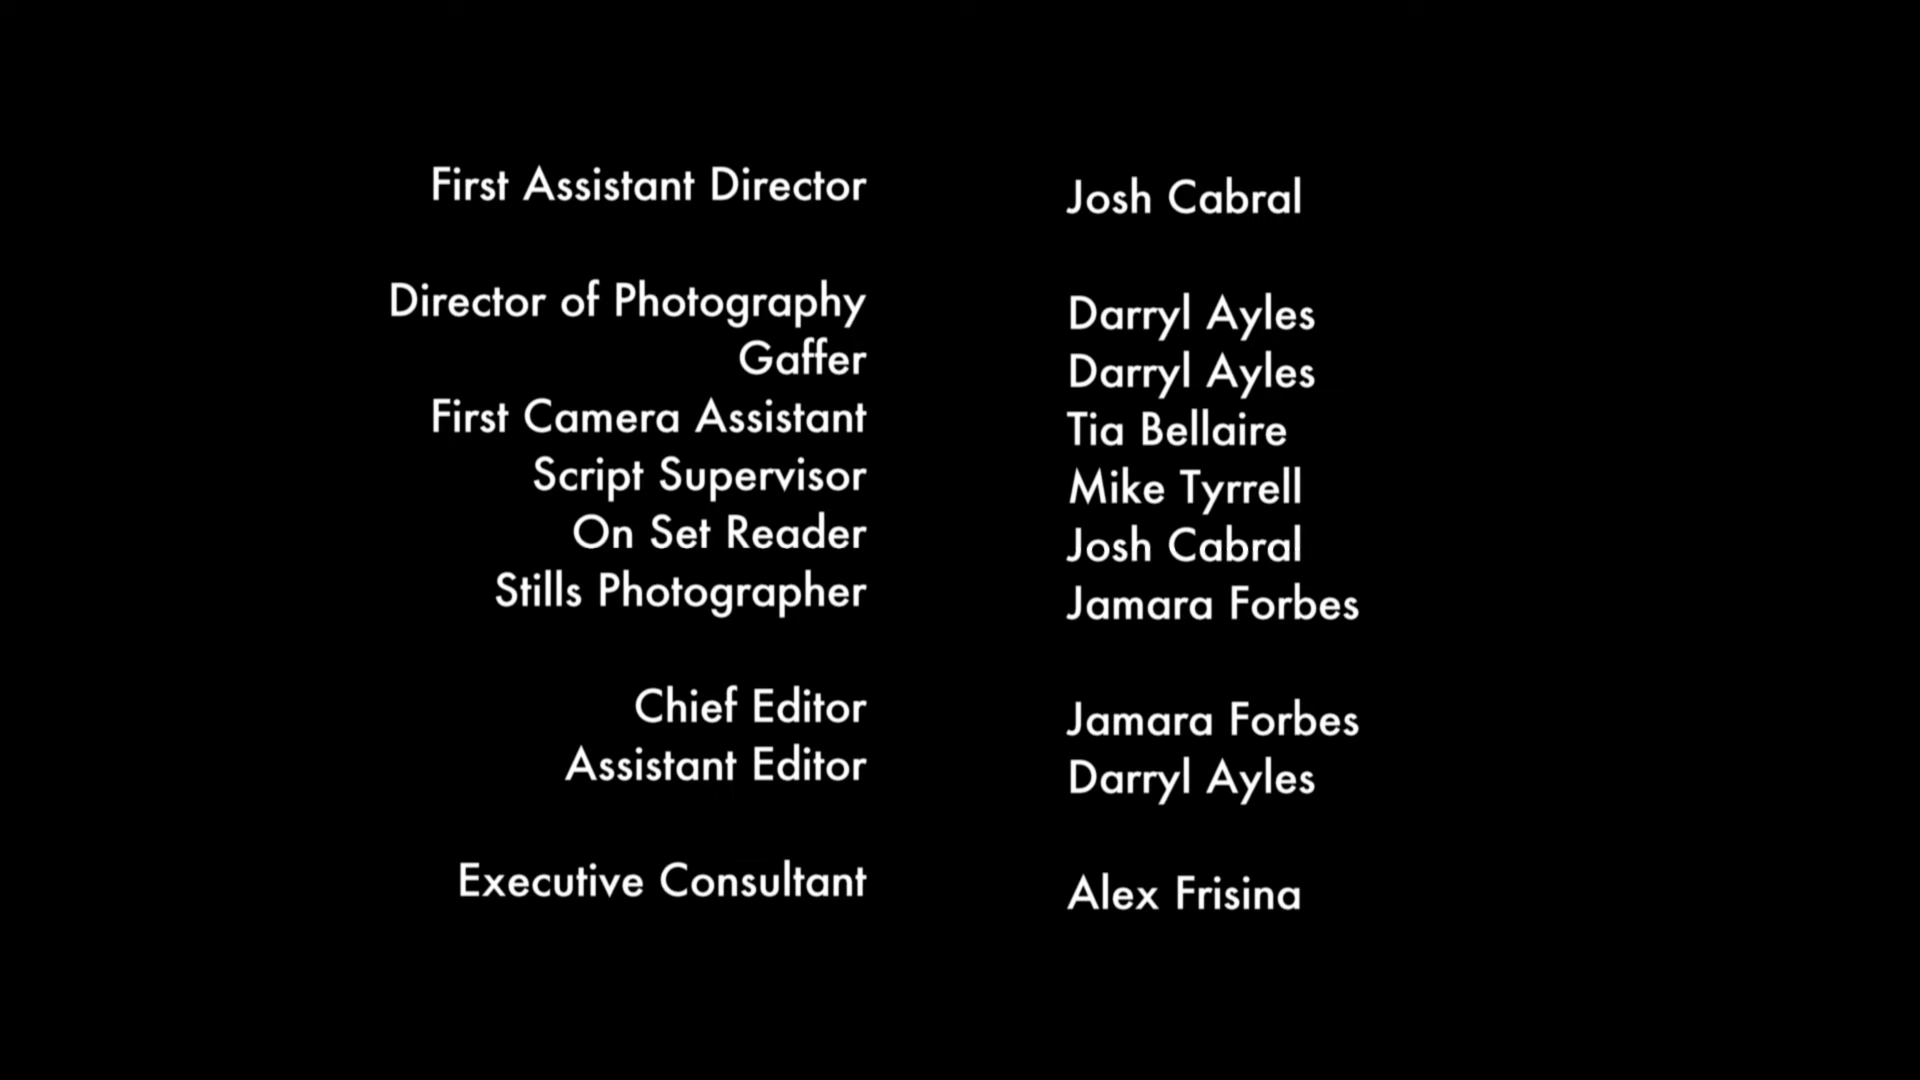 First Assistant Director Josh Cabral
Director of Photography Darryl Ayles
Gaffer Darryl Ayles
First Camera Assistant Tia Bellaire
Script Supervisor Mike Tyrrell
On Set Reader Josh Cabral
Stills Photographer Jamara Forbes
Chief Editor Jamara Forbes
Assistant Editor Darryl Ayles
Executive Consultant Alex Frisina